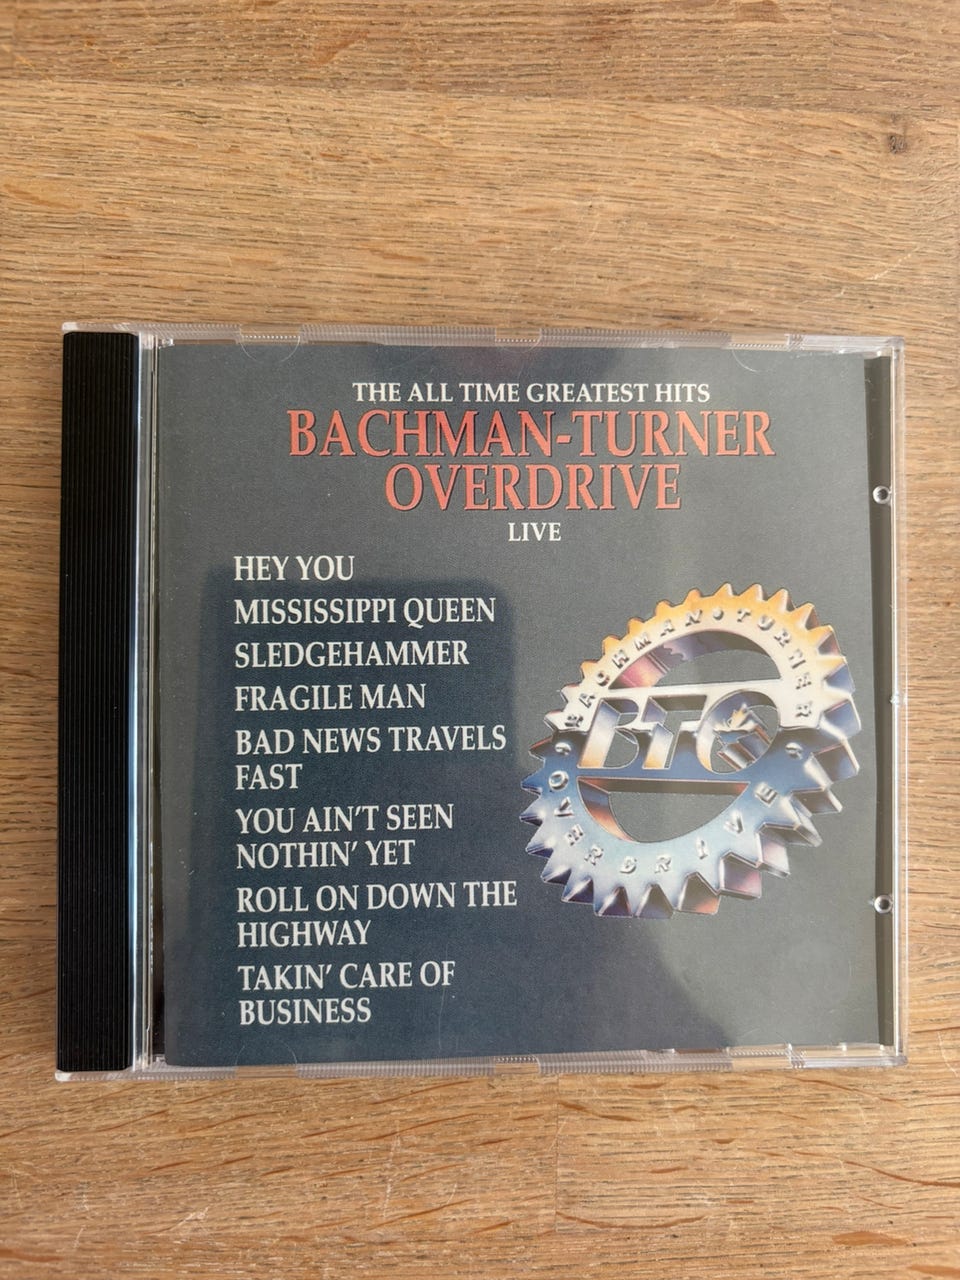 THE ALL TIME GREATEST HITS
BACHMAN-TURNER
OVERDRIVE
LIVE
HEY YOU
MISSISSIPPI QUEEN
SLEDGEHAMMER
FRAGILE MAN
BAD NEWS TRAVELS
FAST
YOU AIN'T SEEN
NOTHIN' YET
ROLL ON DOWN THE
HIGHWAY
TAKIN' CARE OF
BUSINESS
BACHMAN•TURNER
BTO
OVERDRIVE